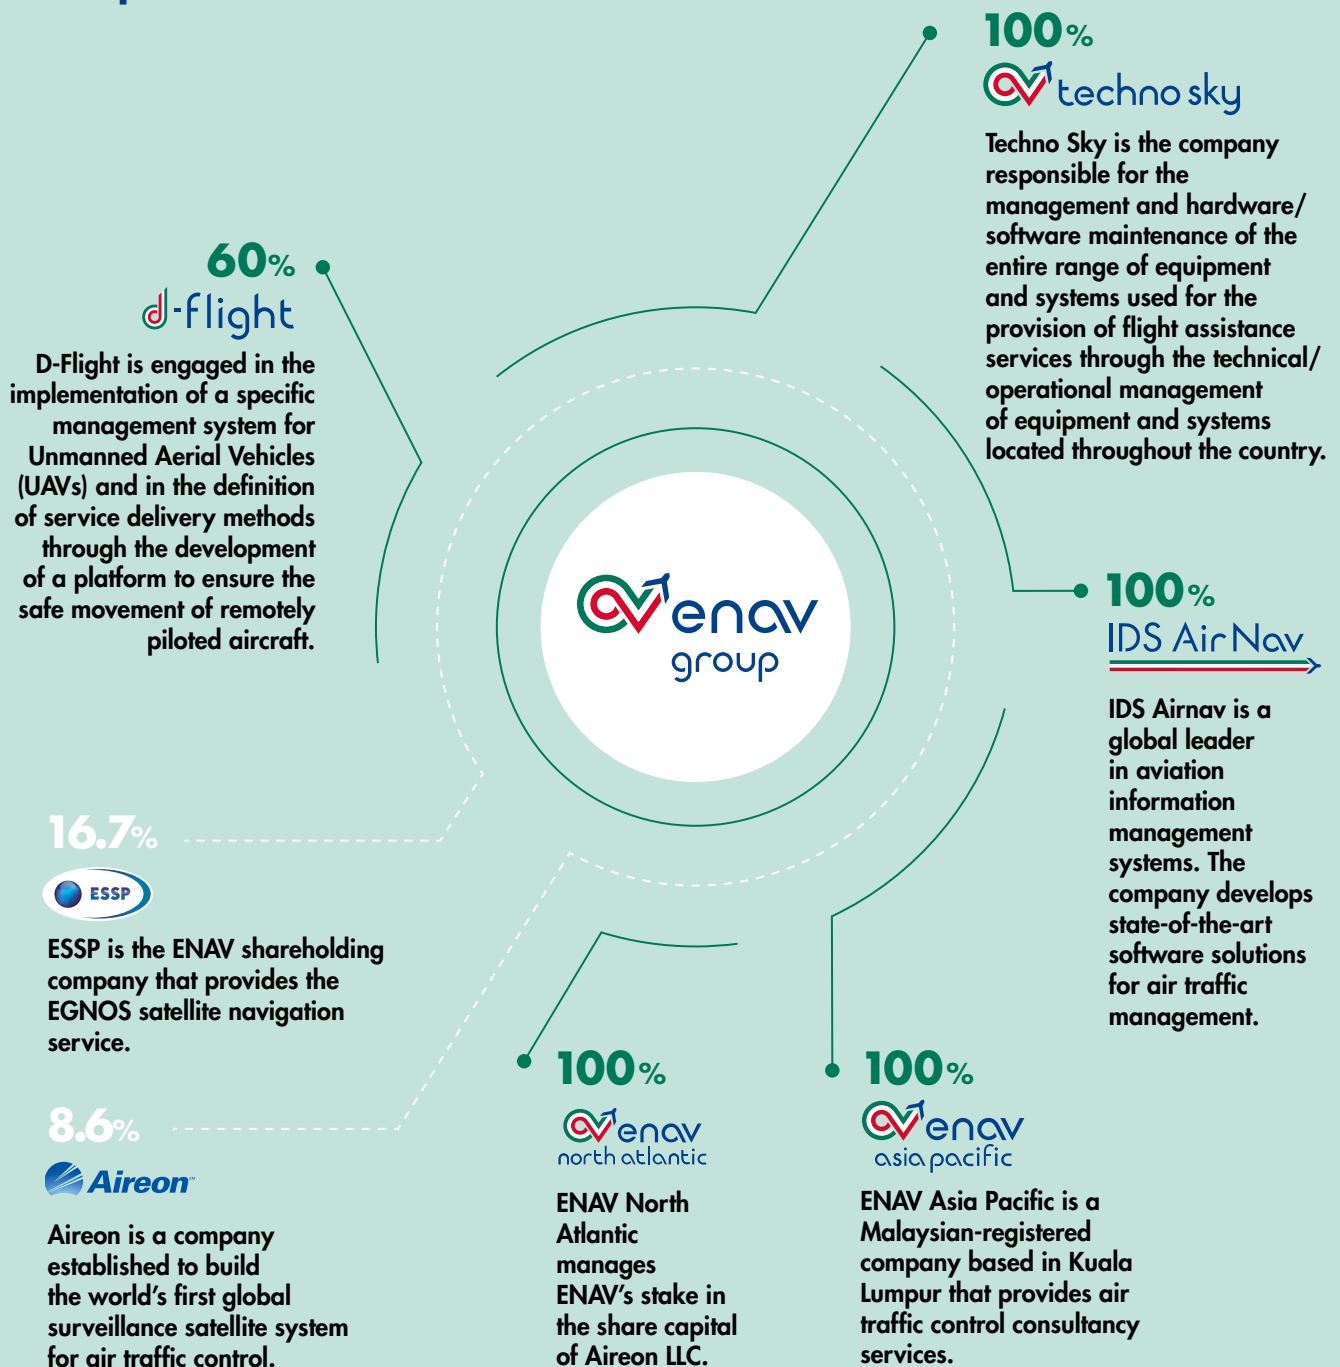 100%
techno sky
Techno Sky is the company
responsible for the
management and hardware/
software maintenance of the
entire range of equipment
and systems used for the
provision of flight assistance
services through the technical/
operational management
of equipment and systems
located throughout the country.
60%
d-flight
D-Flight is engaged in the
implementation of a specific
management system for
Unmanned Aerial Vehicles
(UAVs) and in the definition
of service delivery methods
through the development
of a platform to ensure the
safe movement of remotely
piloted aircraft.
enav
group
100%
IDS AirNav
IDS Airnav is a
global leader
in aviation
information
management
systems. The
company develops
state-of-the-art
software solutions
for air traffic
management.
16.7%
ESSP
ESSP is the ENAV shareholding
company that provides the
EGNOS satellite navigation
service.
8.6%
Aireon
Aireon is a company
established to build
the world's first global
surveillance satellite system
for air traffic control.
100%
enav
north atlantic
ENAV North
Atlantic
manages
ENAV's stake in
the share capital
of Aireon LLC.
100%
enav
asia pacific
ENAV Asia Pacific is a
Malaysian-registered
company based in Kuala
Lumpur that provides air
traffic control consultancy
services.